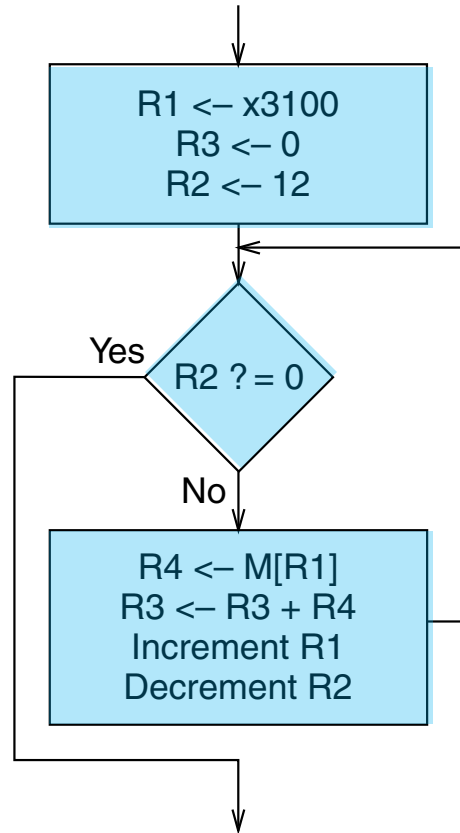 R1 <– x3100
R3 <– 0
R2 <– 12
Yes
R2 ? = 0
No
R4 <– M[R1]
R3 <– R3 + R4
Increment R1
Decrement R2